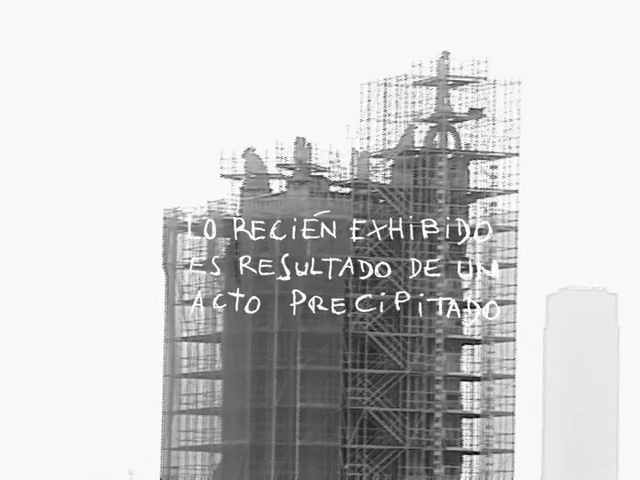 LO RECIÉN EXHIBIDO
ES RESULTADO DE UN
ACTO PRECIPITADO